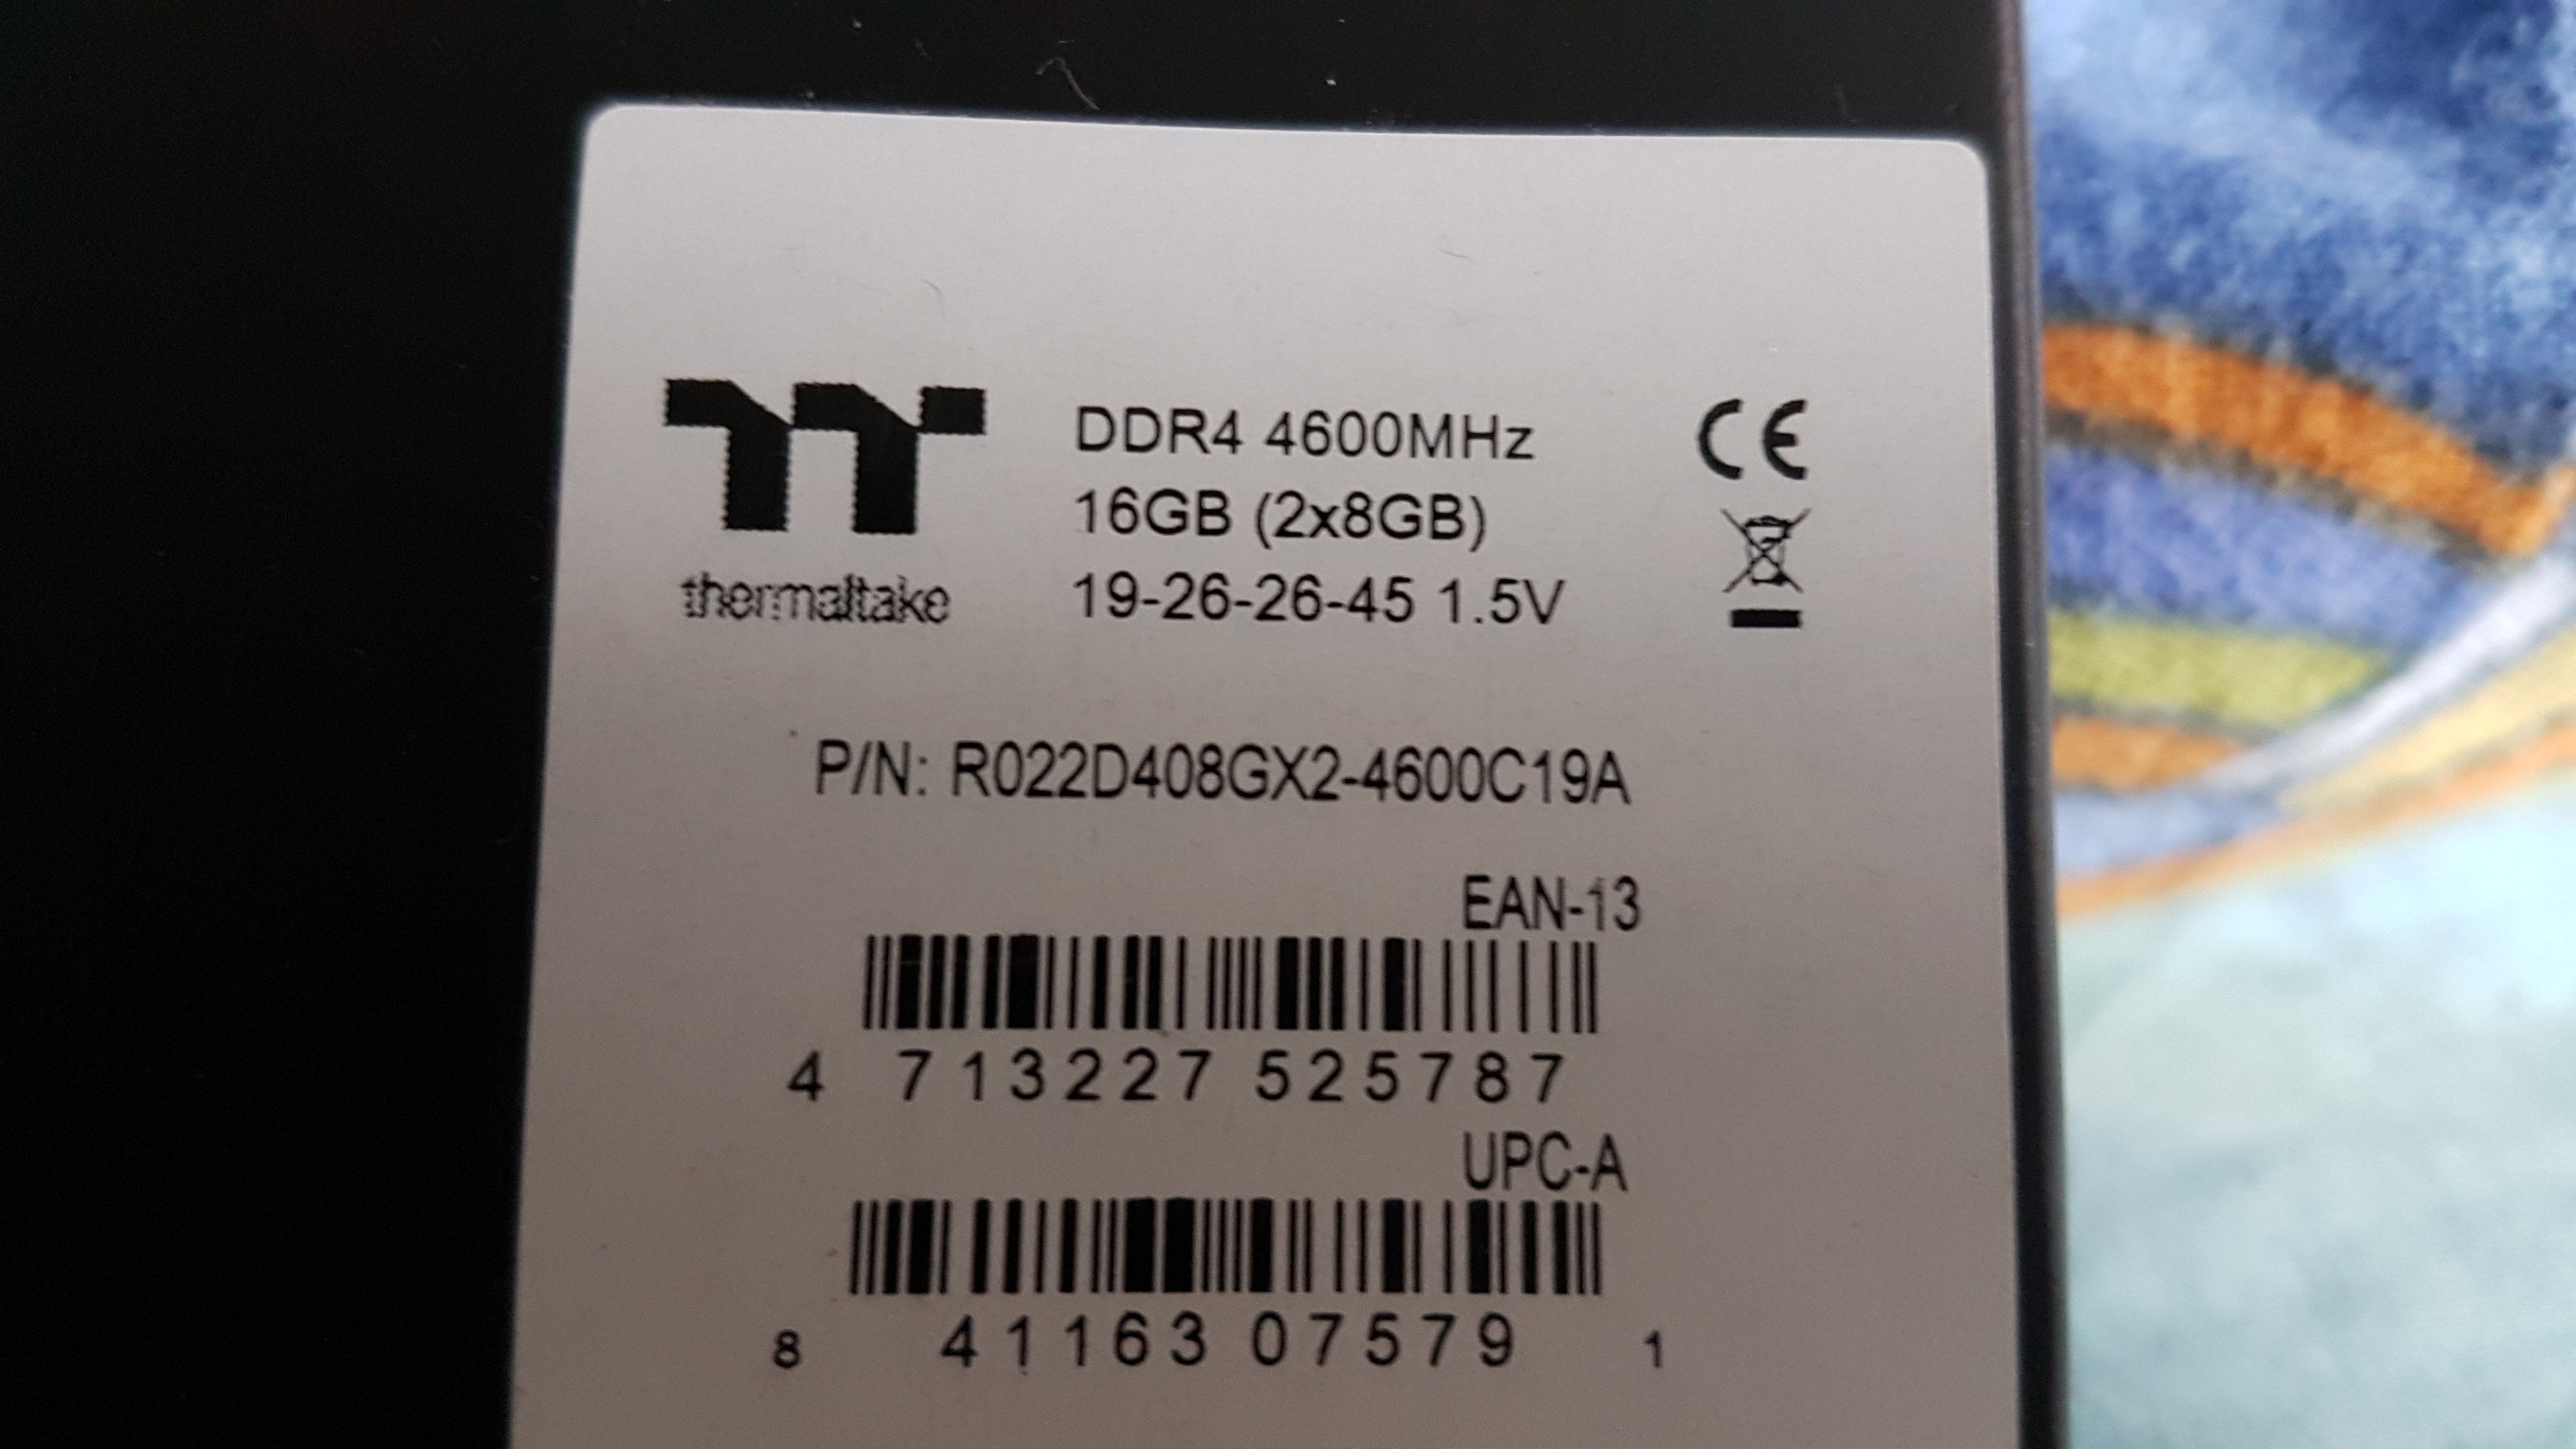 thermaltake
DDR4 4600MHz
16GB (2x8GB)
19-26-26-45 1.5V
CE
P/N: R022D408GX2-4600C19A
EAN-13
4 713227 525787
UPC-A
8 41163 07579 1